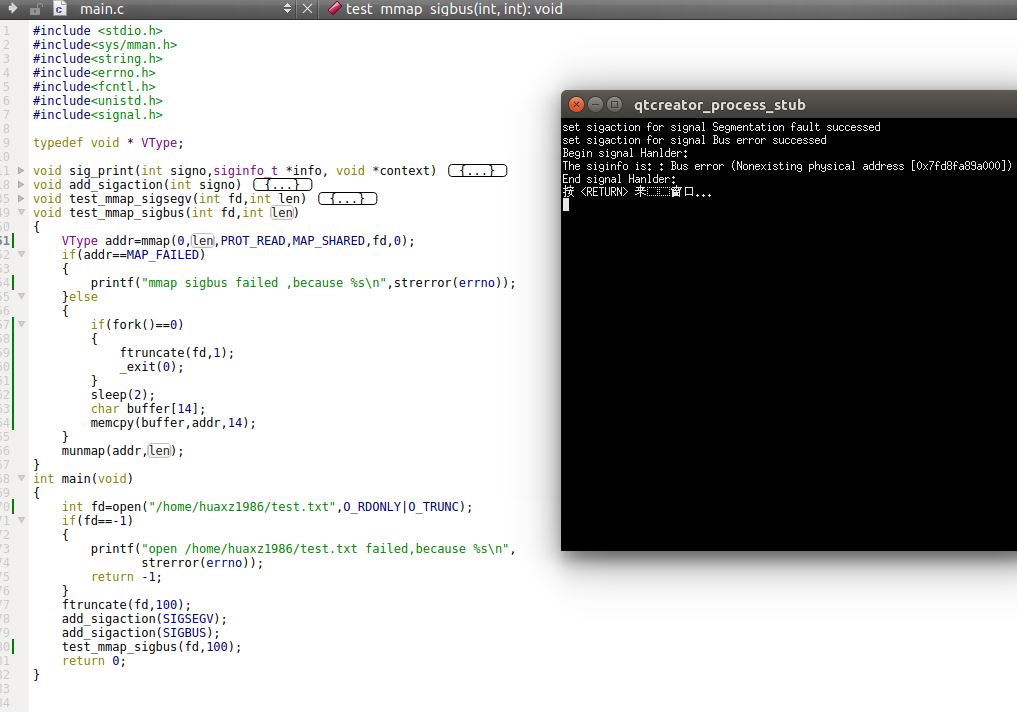 main.c
test_mmap_sigbus(int, int): void
#include <stdio.h>
#include<sys/mman.h>
#include<string.h>
#include<errno.h>
#include<fcntl.h>
#include<unistd.h>
#include<signal.h>
typedef void * VType;
void sig_print(int signo,siginfo_t *info, void *context) {...}
void add_sigaction(int signo) {...}
void test_mmap_sigsegv(int fd,int len) {...}
void test_mmap_sigbus(int fd,int len)
{
VType addr=mmap(0,len,PROT_READ,MAP_SHARED,fd,0);
if(addr==MAP_FAILED)
{
printf("mmap sigbus failed ,because %s\n",strerror(errno));
}else
{
if(fork()==0)
{
ftruncate(fd,1);
_exit(0);
}
sleep(2);
char buffer[14];
memcpy(buffer,addr,14);
}
munmap(addr,len);
}
int main(void)
{
int fd=open("/home/huaxz1986/test.txt",O_RDONLY|O_TRUNC);
if(fd==-1)
{
printf("open /home/huaxz1986/test.txt failed,because %s\n",
strerror(errno));
return -1;
}
ftruncate(fd,100);
add_sigaction(SIGSEGV);
add_sigaction(SIGBUS);
test_mmap_sigbus(fd,100);
return 0;
}
qtcreator_process_stub
set sigaction for signal Segmentation fault successed
set sigaction for signal Bus error successed
Begin signal Hanlder:
The siginfo is: : Bus error (Nonexisting physical address [0x7fd8fa89a000])
End signal Hanlder:
按 <RETURN> 来窗口...